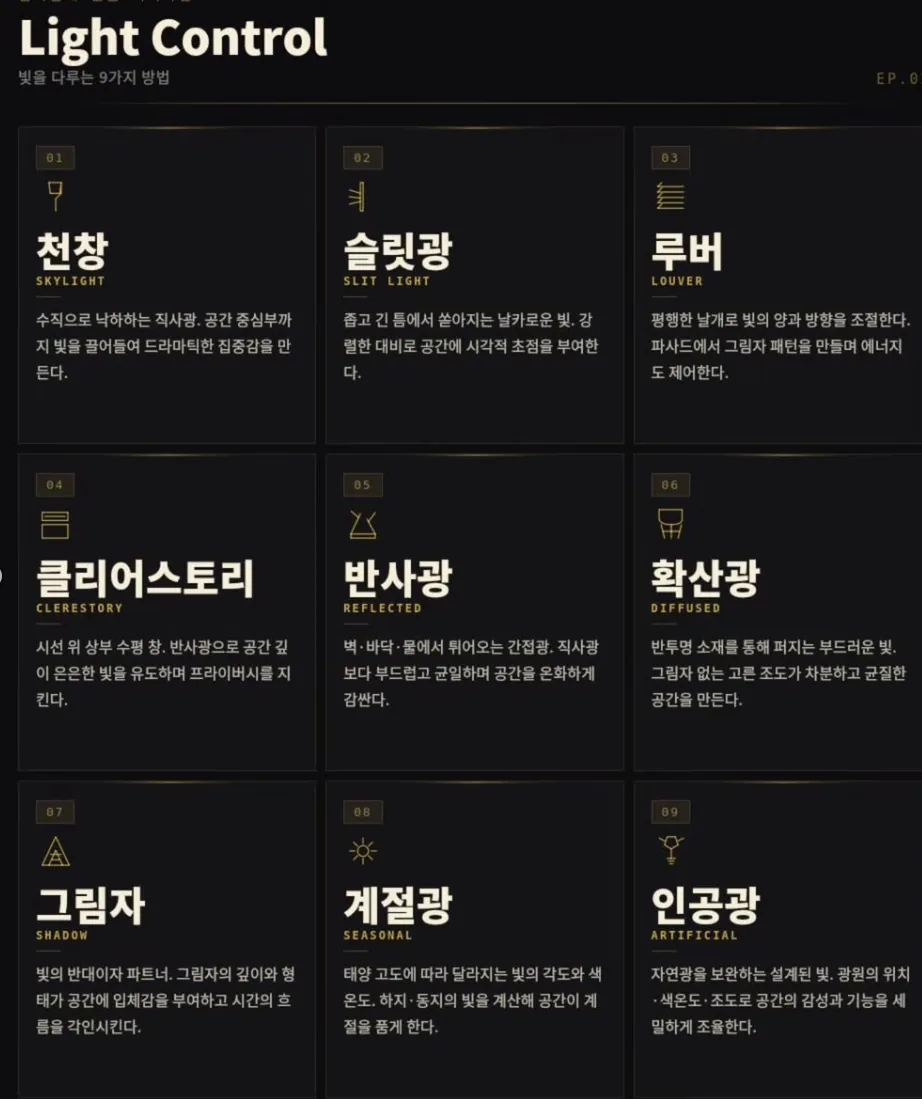 Light Control
빛을 다루는 9가지 방법
EP.0
01
천창
SKYLIGHT
수직으로 낙하하는 직사광. 공간 중심부까
지 빛을 끌어들여 드라마틱한 집중감을 만
든다.
02
슬릿광
SLIT LIGHT
좁고 긴 틈에서 쏟아지는 날카로운 빛. 강
렬한 대비로 공간에 시각적 초점을 부여한
다.
03
루버
LOUVER
평행한 날개로 빛의 양과 방향을 조절한다.
파사드에서 그림자 패턴을 만들며 에너지
도 제어한다.
04
클리어스토리
CLERESTORY
시선 위 상부 수평 창. 반사광으로 공간 깊
이 은은한 빛을 유도하며 프라이버시를 지
킨다.
05
반사광
REFLECTED
벽·바닥·물에서 튀어오는 간접광. 직사광
보다 부드럽고 균일하며 공간을 온화하게
감싼다.
06
확산광
DIFFUSED
반투명 소재를 통해 퍼지는 부드러운 빛.
그림자 없는 고른 조도가 차분하고 균질한
공간을 만든다.
07
그림자
SHADOW
빛의 반대이자 파트너. 그림자의 깊이와 형
태가 공간에 입체감을 부여하고 시간의 흐
름을 각인시킨다.
08
계절광
SEASONAL
태양 고도에 따라 달라지는 빛의 각도와 색
온도. 하지·동지의 빛을 계산해 공간이 계
절을 품게 한다.
09
인공광
ARTIFICIAL
자연광을 보완하는 설계된 빛. 광원의 위치
·색온도·조도로 공간의 감성과 기능을 세
밀하게 조율한다.